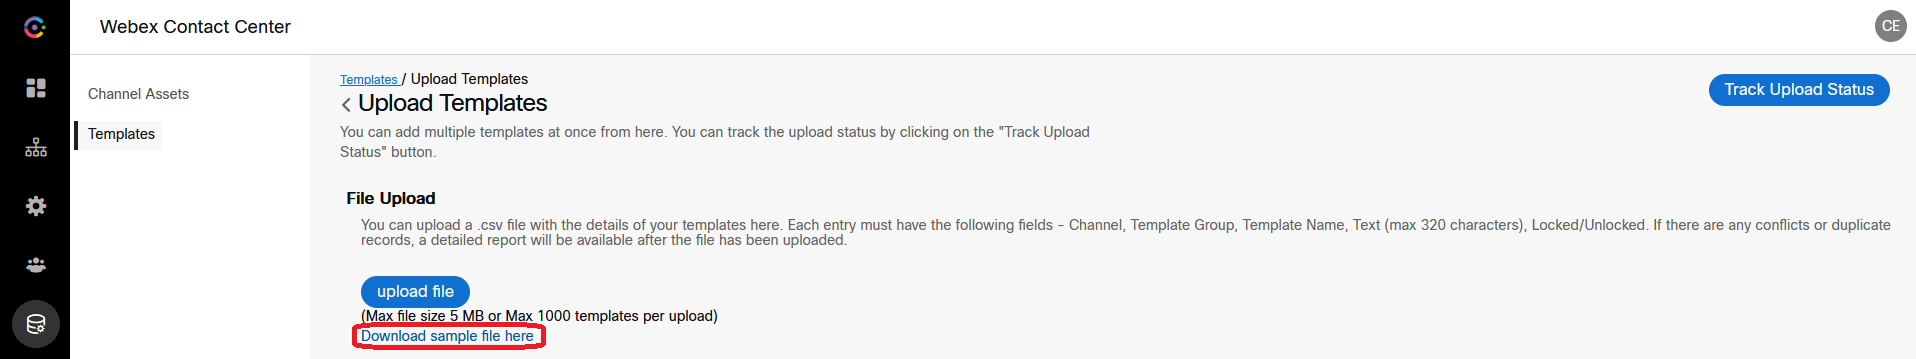 Webex Contact Center
CE
Channel Assets
Templates
Templates / Upload Templates
Upload Templates
Track Upload Status
You can add multiple templates at once from here. You can track the upload status by clicking on the "Track Upload
Status" button.
File Upload
You can upload a .csv file with the details of your templates here. Each entry must have the following fields - Channel, Template Group, Template Name, Text (max 320 characters), Locked/Unlocked. If there are any conflicts or duplicate
records, a detailed report will be available after the file has been uploaded.
upload file
(Max file size 5 MB or Max 1000 templates per upload)
Download sample file here